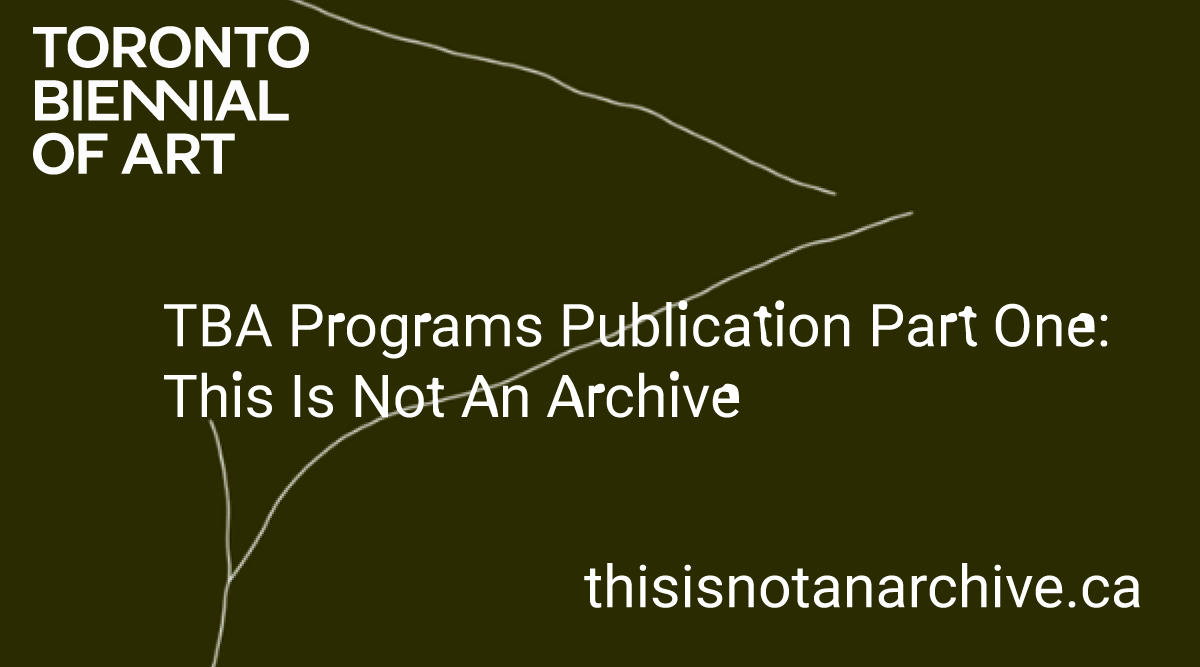 TORONTO
BIENNIAL
OF ART
TBA Programs Publication Part One:
This Is Not An Archive
thisisnotanarchive.ca